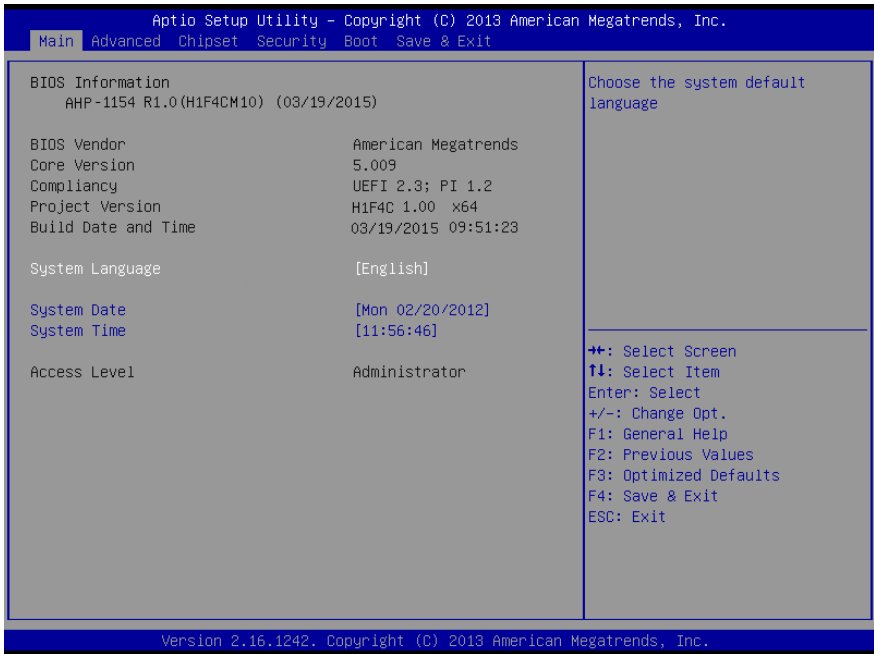 Aptio Setup Utility – Copyright (C) 2013 American Megatrends, Inc.
Main Advanced Chipset Security Boot Save & Exit
BIOS Information
AHP-1154 R1.0(H1F4CM10) (03/19/2015)
BIOS Vendor American Megatrends
Core Version 5.009
Compliancy UEFI 2.3; PI 1.2
Project Version H1F4C 1.00 x64
Build Date and Time 03/19/2015 09:51:23
System Language [English]
System Date [Mon 02/20/2012]
System Time [11:56:46]
Access Level Administrator
Choose the system default
language
→←: Select Screen
↑↓: Select Item
Enter: Select
+/-: Change Opt.
F1: General Help
F2: Previous Values
F3: Optimized Defaults
F4: Save & Exit
ESC: Exit
Version 2.16.1242. Copyright (C) 2013 American Megatrends, Inc.